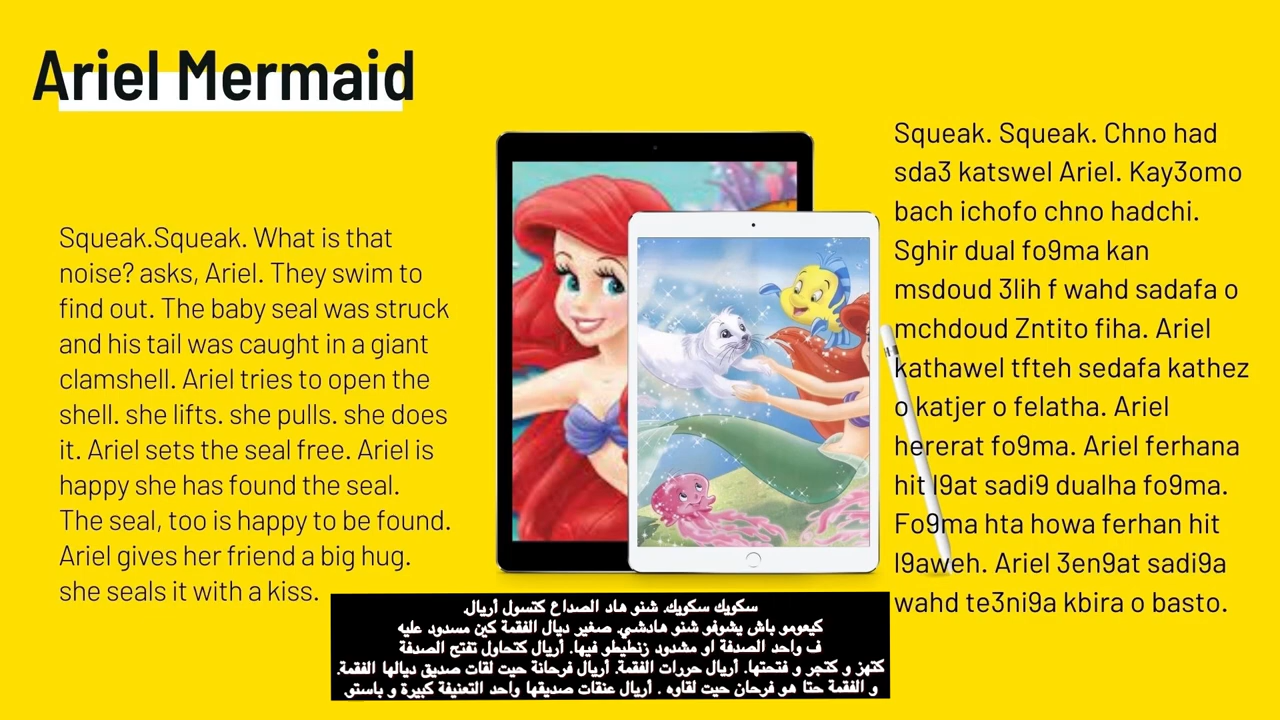 Ariel Mermaid
Squeak.Squeak. What is that
noise? asks, Ariel. They swim to
find out. The baby seal was struck
and his tail was caught in a giant
clamshell. Ariel tries to open the
shell. she lifts. she pulls. she does
it. Ariel sets the seal free. Ariel is
happy she has found the seal.
The seal, too is happy to be found.
Ariel gives her friend a big hug.
she seals it with a kiss.
Squeak. Squeak. Chno had
sda3 katswel Ariel. Kay3omo
bach ichofo chno hadchi.
Sghir dual fo9ma kan
msdoud 3lih f wahd sadafa o
mchdoud Zntito fiha. Ariel
kathawel tfteh sedafa kathez
o katjer o felatha. Ariel
hererat fo9ma. Ariel ferhana
hit l9at sadi9 dualha fo9ma.
Fo9ma hta howa ferhan hit
l9aweh. Ariel 3en9at sadi9a
wahd te3ni9a kbira o basto.
سكويك سكويك. شنو هاد الصداع كتسول أريال.
كيعومو باش يشوفو شنو هادشي. صغير ديال الفقمة كين مسدود عليه
ف واحد الصدفة او مشدود زنطيطو فيها. أريال كتحاول تفتح الصدفة
كتهز و كتجر و فتحتها. أريال حررات الفقمة. أريال فرحانة حيت لقات صديق ديالها الفقمة.
و الفقمة حتا هو فرحان حيت لقاوه . أريال عنقات صديقها واحد التعنيفة كبيرة و باستو.